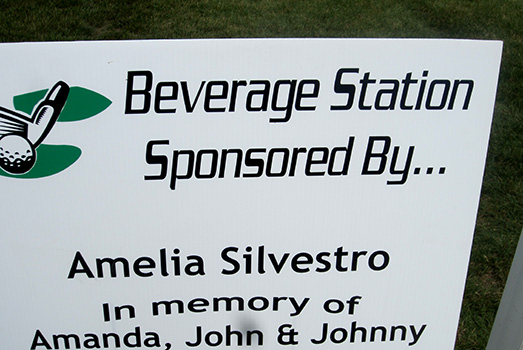 Beverage Station
Sponsored By...
Amelia Silvestro
In memory of
Amanda, John & Johnny